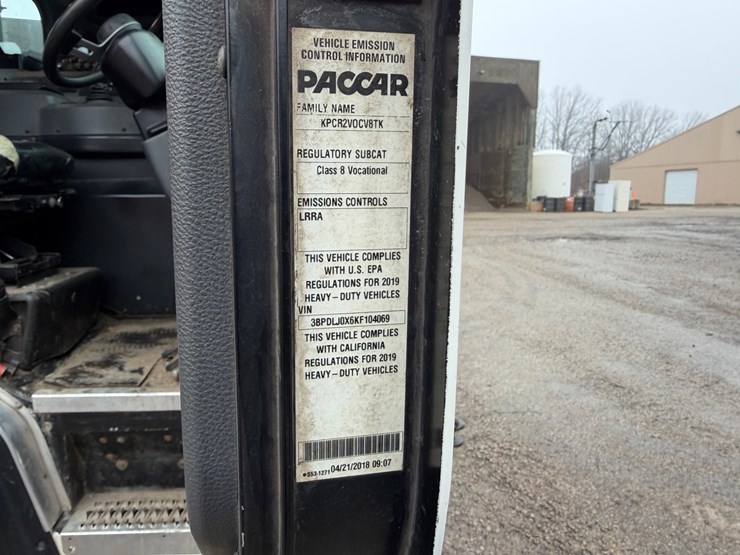 VEHICLE EMISSION
CONTROL INFORMATION
PACCAR
FAMILY NAME
KPCR2VOCV8TK
REGULATORY SUBCAT
Class 8 Vocational
EMISSIONS CONTROLS
LRRA
THIS VEHICLE COMPLIES
WITH U.S. EPA
REGULATIONS FOR 2019
HEAVY-DUTY VEHICLES
VIN
3BPDLJ0X6KF104069
THIS VEHICLE COMPLIES
WITH CALIFORNIA
REGULATIONS FOR 2019
HEAVY-DUTY VEHICLES
S53-1271 04/21/2018 09:07